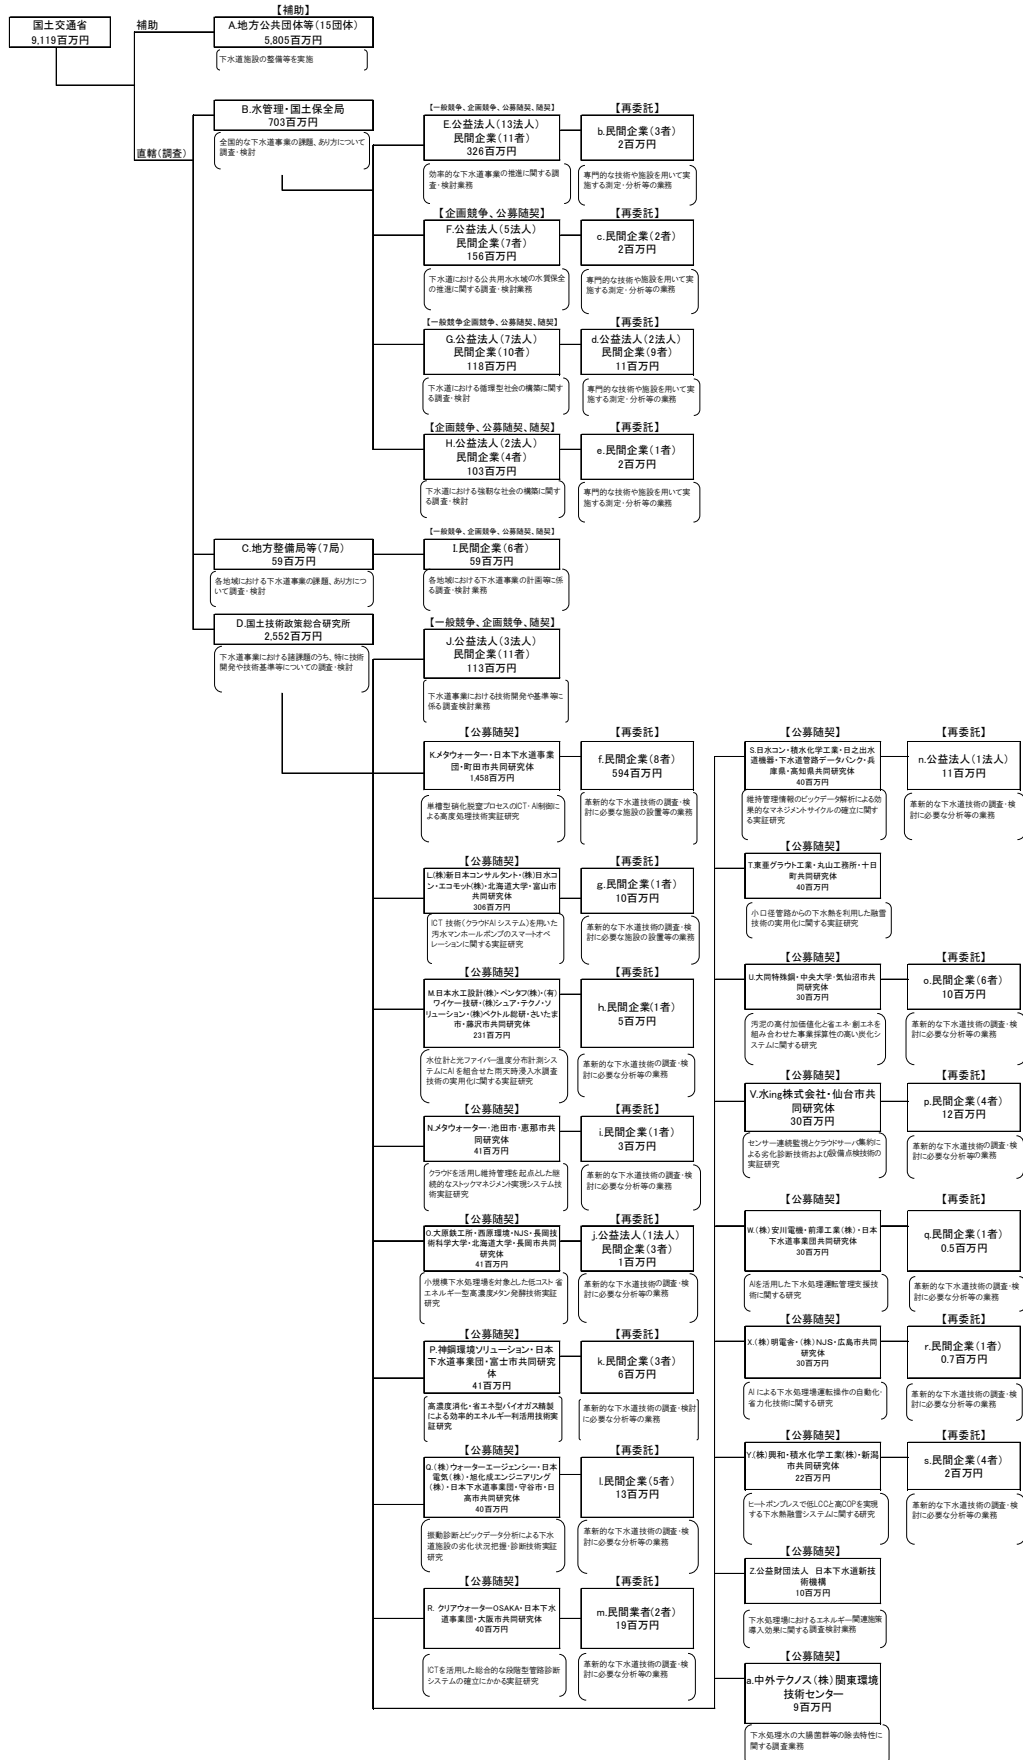 国土交通省
9,119百万円
補助
【補助】
A.地方公共団体等(15団体)
5,805百万円
下水道施設の整備等を実施
直轄(調査)
B.水管理・国土保全局
703百万円
全国的な下水道事業の課題、あり方について
調査・検討
【一般競争、企画競争、公募随契、随契】
E.公益法人(13法人)
民間企業(11者)
326百万円
効率的な下水道事業の推進に関する調
査・検討業務
【再委託】
b.民間企業(3者)
2百万円
専門的な技術や施設を用いて実
施する測定・分析等の業務
【企画競争、公募随契】
F.公益法人(5法人)
民間企業(7者)
156百万円
下水道における公共用水水域の水質保全
の推進に関する調査・検討業務
【再委託】
c.民間企業(2者)
2百万円
専門的な技術や施設を用いて実
施する測定・分析等の業務
【一般競争企画競争、公募随契、随契】
G.公益法人(7法人)
民間企業(10者)
118百万円
下水道における循環型社会の構築に関す
る調査・検討
【再委託】
d.公益法人(2法人)
民間企業(9者)
11百万円
専門的な技術や施設を用いて実
施する測定・分析等の業務
【企画競争、公募随契、随契】
H.公益法人(2法人)
民間企業(4者)
103百万円
下水道における強靭な社会の構築に関す
る調査・検討
【再委託】
e.民間企業(1者)
2百万円
専門的な技術や施設を用いて実
施する測定・分析等の業務
C.地方整備局等(7局)
59百万円
各地域における下水道事業の課題、あり方につ
いて調査・検討
【一般競争、企画競争、公募随契、随契】
I.民間企業(6者)
59百万円
各地域における下水道事業の計画等に係
る調査・検討業務
D.国土技術政策総合研究所
2,552百万円
下水道事業における諸課題のうち、特に技術
開発や技術基準等についての調査・検討
【一般競争、企画競争、随契】
J.公益法人(3法人)
民間企業(11者)
113百万円
下水道事業における技術開発や基準等に
係る調査検討業務
【公募随契】
K.メタウォーター・日本下水道事業
団・町田市共同研究体
1,458百万円
単槽型硝化脱窒プロセスのICT・AI制御に
よる高度処理技術実証研究
【再委託】
f.民間企業(8者)
594百万円
革新的な下水道技術の調査・検
討に必要な施設の設置等の業務
【公募随契】
L.(株)新日本コンサルタント・(株)日水コ
ン・エコモット(株)・北海道大学・富山市
共同研究体
306百万円
ICT 技術(クラウドAIシステム)を用いた
汚水マンホールポンプのスマートオペ
レーションに関する実証研究
【再委託】
g.民間企業(1者)
10百万円
革新的な下水道技術の調査・検
討に必要な施設の設置等の業務
【公募随契】
M.日本水工設計(株)・ペンタフ(株)・(有)
ワイケー技研・(株)シュア・テクノ・ソ
リューション・(株)ベクトル総研・さいたま
市・藤沢市共同研究体
231百万円
水位計と光ファイバー温度分布計測シス
テムにAIを組合せた雨天時浸入水調査
技術の実用化に関する実証研究
【再委託】
h.民間企業(1者)
5百万円
革新的な下水道技術の調査・検
討に必要な分析等の業務
【公募随契】
N.メタウォーター・池田市・恵那市共
同研究体
41百万円
クラウドを活用し維持管理を起点とした継
続的なストックマネジメント実現システム技
術実証研究
【再委託】
i.民間企業(1者)
3百万円
革新的な下水道技術の調査・検
討に必要な分析等の業務
【公募随契】
O.大原鉄工所・西原環境・NJS・長岡技
術科学大学・北海道大学・長岡市共同
研究体
41百万円
小規模下水処理場を対象とした低コスト・省
エネルギー型高濃度メタン発酵技術実証
研究
【再委託】
j.公益法人(1法人)
民間企業(3者)
1百万円
革新的な下水道技術の調査・検
討に必要な分析等の業務
【公募随契】
P.神鋼環境ソリューション・日本
下水道事業団・富士市共同研究
体
41百万円
高濃度消化・省エネ型バイオガス精製
による効率的エネルギー利活用技術実
証研究
【再委託】
k.民間企業(3者)
6百万円
革新的な下水道技術の調査・検討
に必要な分析等の業務
【公募随契】
Q.(株)ウォーターエージェンシー・日本
電気(株)・旭化成エンジニアリング
(株)・日本下水道事業団・守谷市・日
高市共同研究体
40百万円
振動診断とビックデータ分析による下水
道施設の劣化状況把握・診断技術実証
研究
【再委託】
l.民間企業(5者)
13百万円
革新的な下水道技術の調査・検
討に必要な分析等の業務
【公募随契】
R. クリアウォーターOSAKA・日本下水
道事業団・大阪市共同研究体
40百万円
ICTを活用した総合的な段階型管路診断
システムの確立にかかる実証研究
【再委託】
m.民間業者(2者)
19百万円
革新的な下水道技術の調査・検
討に必要な分析等の業務
【公募随契】
S.日水コン・積水化学工業・日之出水
道機器・下水道管路データバンク・兵
庫県・高知県共同研究体
40百万円
維持管理情報のビックデータ解析による効
果的なマネジメントサイクルの確立に関す
る実証研究
【再委託】
n.公益法人(1法人)
11百万円
革新的な下水道技術の調査・検
討に必要な分析等の業務
【公募随契】
T.東亜グラウト工業・丸山工務所・十日
町共同研究体
40百万円
小口径管路からの下水熱を利用した融雪
技術の実用化に関する実証研究
【公募随契】
U.大同特殊鋼・中央大学・気仙沼市共
同研究体
30百万円
汚泥の高付加価値化と省エネ・創エネを
組み合わせた事業採算性の高い炭化シ
ステムに関する研究
【再委託】
o.民間企業(6者)
10百万円
革新的な下水道技術の調査・検
討に必要な分析等の業務
【公募随契】
V.水ing株式会社・仙台市共
同研究体
30百万円
センサー連続監視とクラウドサーバ集約に
よる劣化診断技術および設備点検技術の
実証研究
【再委託】
p.民間企業(4者)
12百万円
革新的な下水道技術の調査・検
討に必要な分析等の業務
【公募随契】
W.(株)安川電機・前澤工業(株)・日本
下水道事業団共同研究体
30百万円
AIを活用した下水処理運転管理支援技
術に関する研究
【再委託】
q.民間企業(1者)
0.5百万円
革新的な下水道技術の調査・検
討に必要な分析等の業務
【公募随契】
X.(株)明電舎・(株)NJS・広島市共同
研究体
30百万円
AIによる下水処理場運転操作の自動化・
省力化技術に関する研究
【再委託】
r.民間企業(1者)
0.7百万円
革新的な下水道技術の調査・検
討に必要な分析等の業務
【公募随契】
Y.(株)興和・積水化学工業(株)・新潟
市共同研究体
22百万円
ヒートポンプレスで低LCCと高COPを実現
する下水熱融雪システムに関する研究
【再委託】
s.民間企業(4者)
2百万円
革新的な下水道技術の調査・検
討に必要な分析等の業務
【公募随契】
Z.公益財団法人 日本下水道新技
術機構
10百万円
下水処理場におけるエネルギー関連施策
導入効果に関する調査検討業務
【公募随契】
a.中外テクノス(株)関東環境
技術センター
9百万円
下水処理水の大腸菌群等の除去特性に
関する調査業務